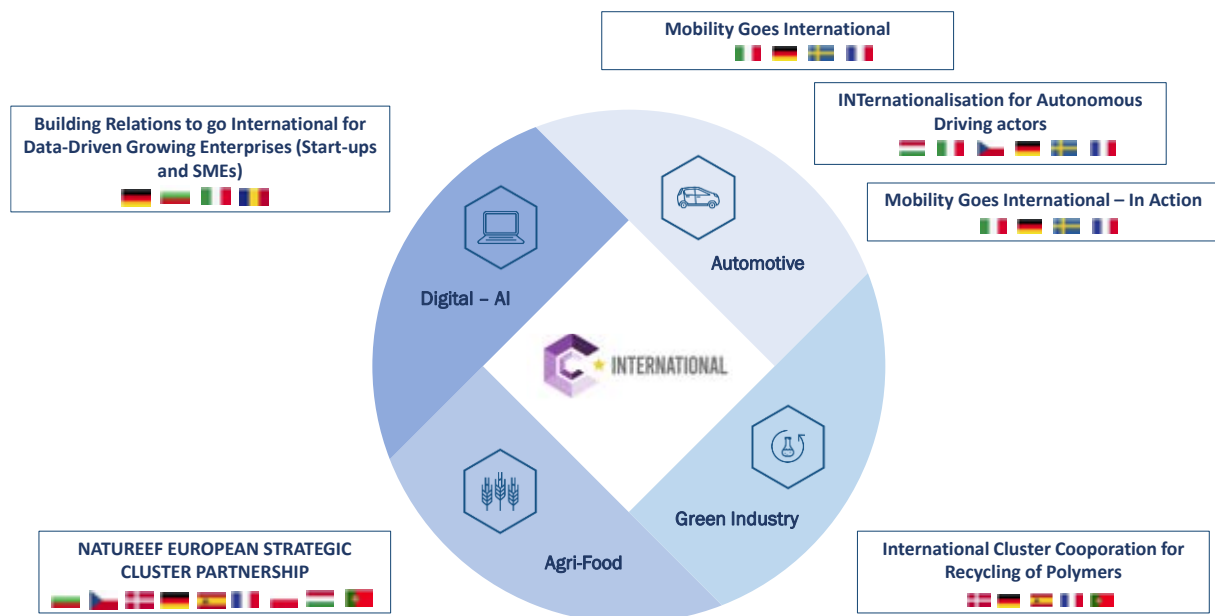 Mobility Goes International
INTernationalisation for Autonomous
Driving actors
Building Relations to go International for
Data-Driven Growing Enterprises (Start-ups
and SMEs)
Mobility Goes International – In Action
Automotive
Digital – AI
INTERNATIONAL
Green Industry
Agri-Food
NATUREEF EUROPEAN STRATEGIC
CLUSTER PARTNERSHIP
International Cluster Cooporation for
Recycling of Polymers